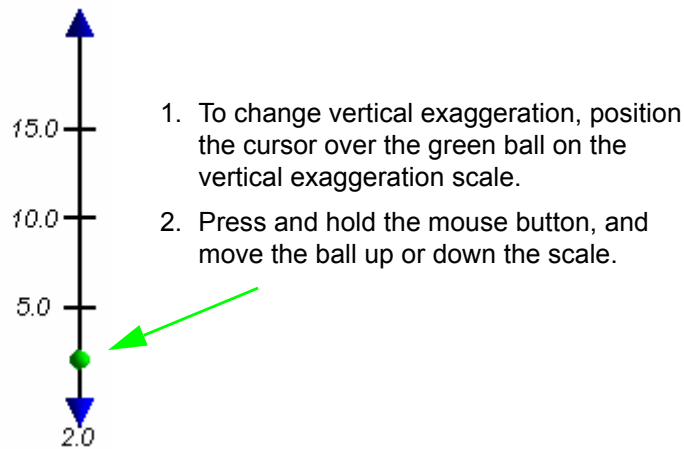 15.0
10.0
5.0
2.0
1. To change vertical exaggeration, position
the cursor over the green ball on the
vertical exaggeration scale.
2. Press and hold the mouse button, and
move the ball up or down the scale.